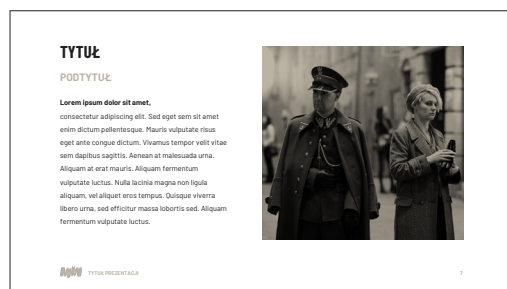 TYTUŁ
PODTYTUŁ
Lorem ipsum dolor sit amet,
consectetur adipiscing elit. Sed eget sem sit amet
enim dictum pellentesque. Mauris vulputate risus
eget ante congue dictum. Vivamus tempor velit vitae
sem dapibus sagittis. Aenean at malesuada urna.
Aliquam at erat mauris. Aliquam fermentum
vulputate luctus. Nulla lacinia magna non ligula
aliquam, vel aliquet eros tempus. Quisque viverra
libero urna, sed efficitur massa lobortis sed. Aliquam
fermentum vulputate luctus.
TYTUŁ PREZENTACJI
7